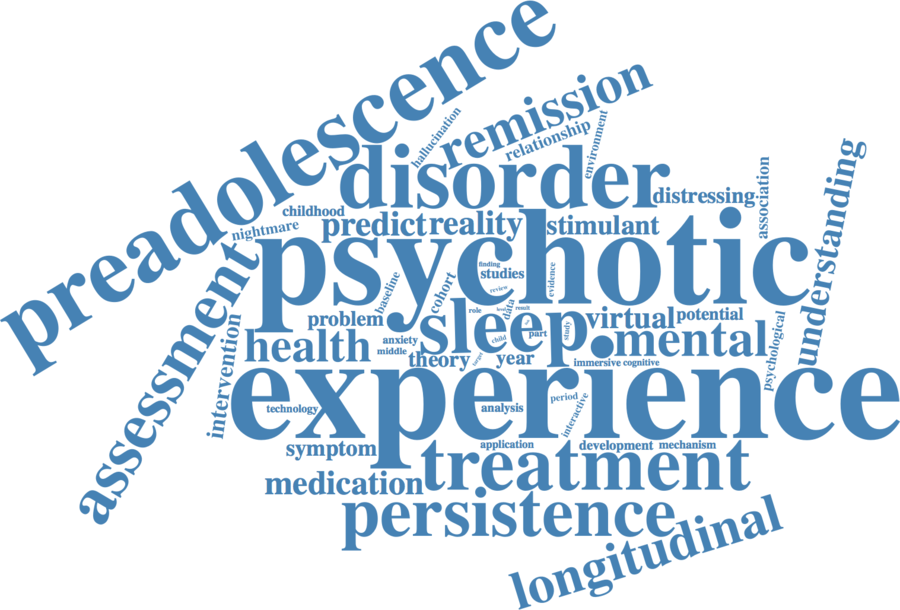 preadolescence
remission
hallucination
relationship
environment
disorder
distressing
association
understanding
childhood
nightmare
predict
reality
stimulant
psychotic
assessment
finding
studies
evidence
review
baseline
cohort
data
role
level
result
problem
sleep
virtual
potential
part
study
child
anxiety
middle
health
theory
target
year
mental
immersive
cognitive
psychological
intervention
experience
technology
analysis
period
interactive
symptom
application
development
mechanism
medication
treatment
persistence
longitudinal